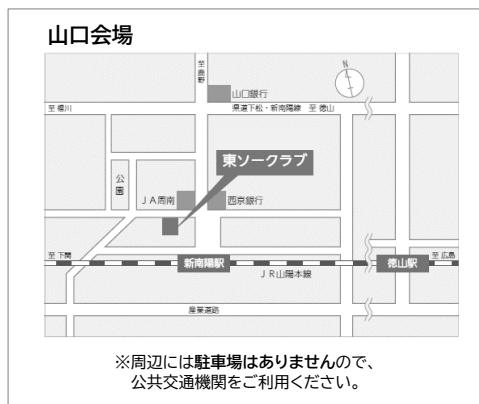 山口会場
至鹿野
N
山口銀行
至福川
県道下松・新南陽線 至徳山
東ソークラブ
公園
JA周南
西京銀行
至下関
新南陽駅
徳山駅
至広島
JR山陽本線
産業道路
※周辺には駐車場はありませんので、
公共交通機関をご利用ください。